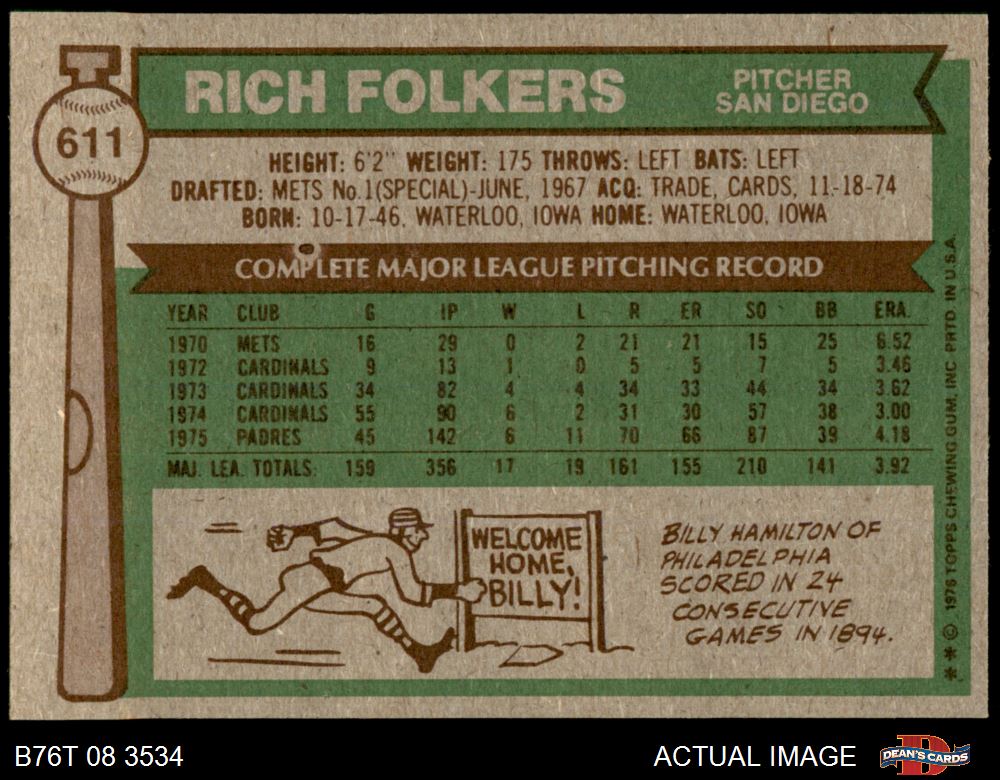 611
RICH FOLKERS
PITCHER
SAN DIEGO
HEIGHT: 6'2" WEIGHT: 175 THROWS: LEFT BATS: LEFT
DRAFTED: METS No.1(SPECIAL)-JUNE, 1967 ACQ: TRADE, CARDS, 11-18-74
BORN: 10-17-46, WATERLOO, IOWA HOME: WATERLOO, IOWA
COMPLETE MAJOR LEAGUE PITCHING RECORD
YEAR CLUB G IP W L R ER SO BB ERA.
1970 METS 16 29 0 2 21 21 15 25 6.52
1972 CARDINALS 9 13 1 0 5 5 7 5 3.46
1973 CARDINALS 34 82 4 4 34 33 44 34 3.62
1974 CARDINALS 55 90 6 2 31 30 57 38 3.00
1975 PADRES 45 142 6 11 70 66 87 39 4.18
MAJ. LEA. TOTALS: 159 356 17 19 161 155 210 141 3.92
WELCOME
HOME,
BILLY!
BILLY HAMILTON OF
PHILADELPHIA
SCORED IN 24
CONSECUTIVE
GAMES IN 1894.
** © 1976 TOPPS CHEWING GUM, INC. PRTD. IN U.S.A.
B76T 08 3534
ACTUAL IMAGE
D
DEAN'S CARDS